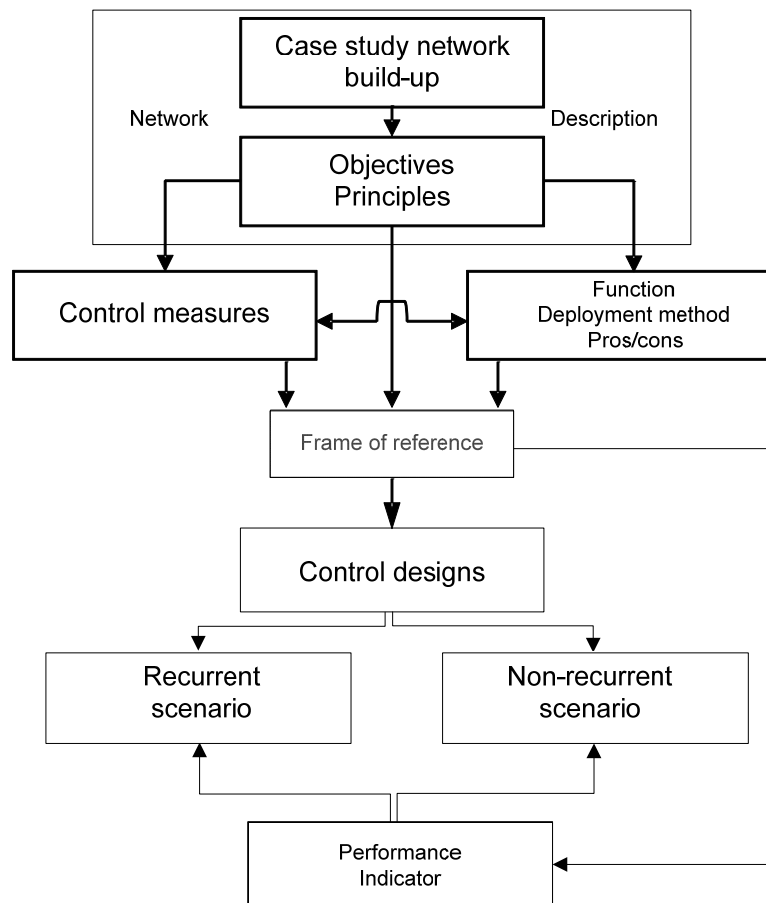 Case study network
build-up
Network
Description
Objectives
Principles
Control measures
Function
Deployment method
Pros/cons
Frame of reference
Control designs
Recurrent
scenario
Non-recurrent
scenario
Performance
Indicator